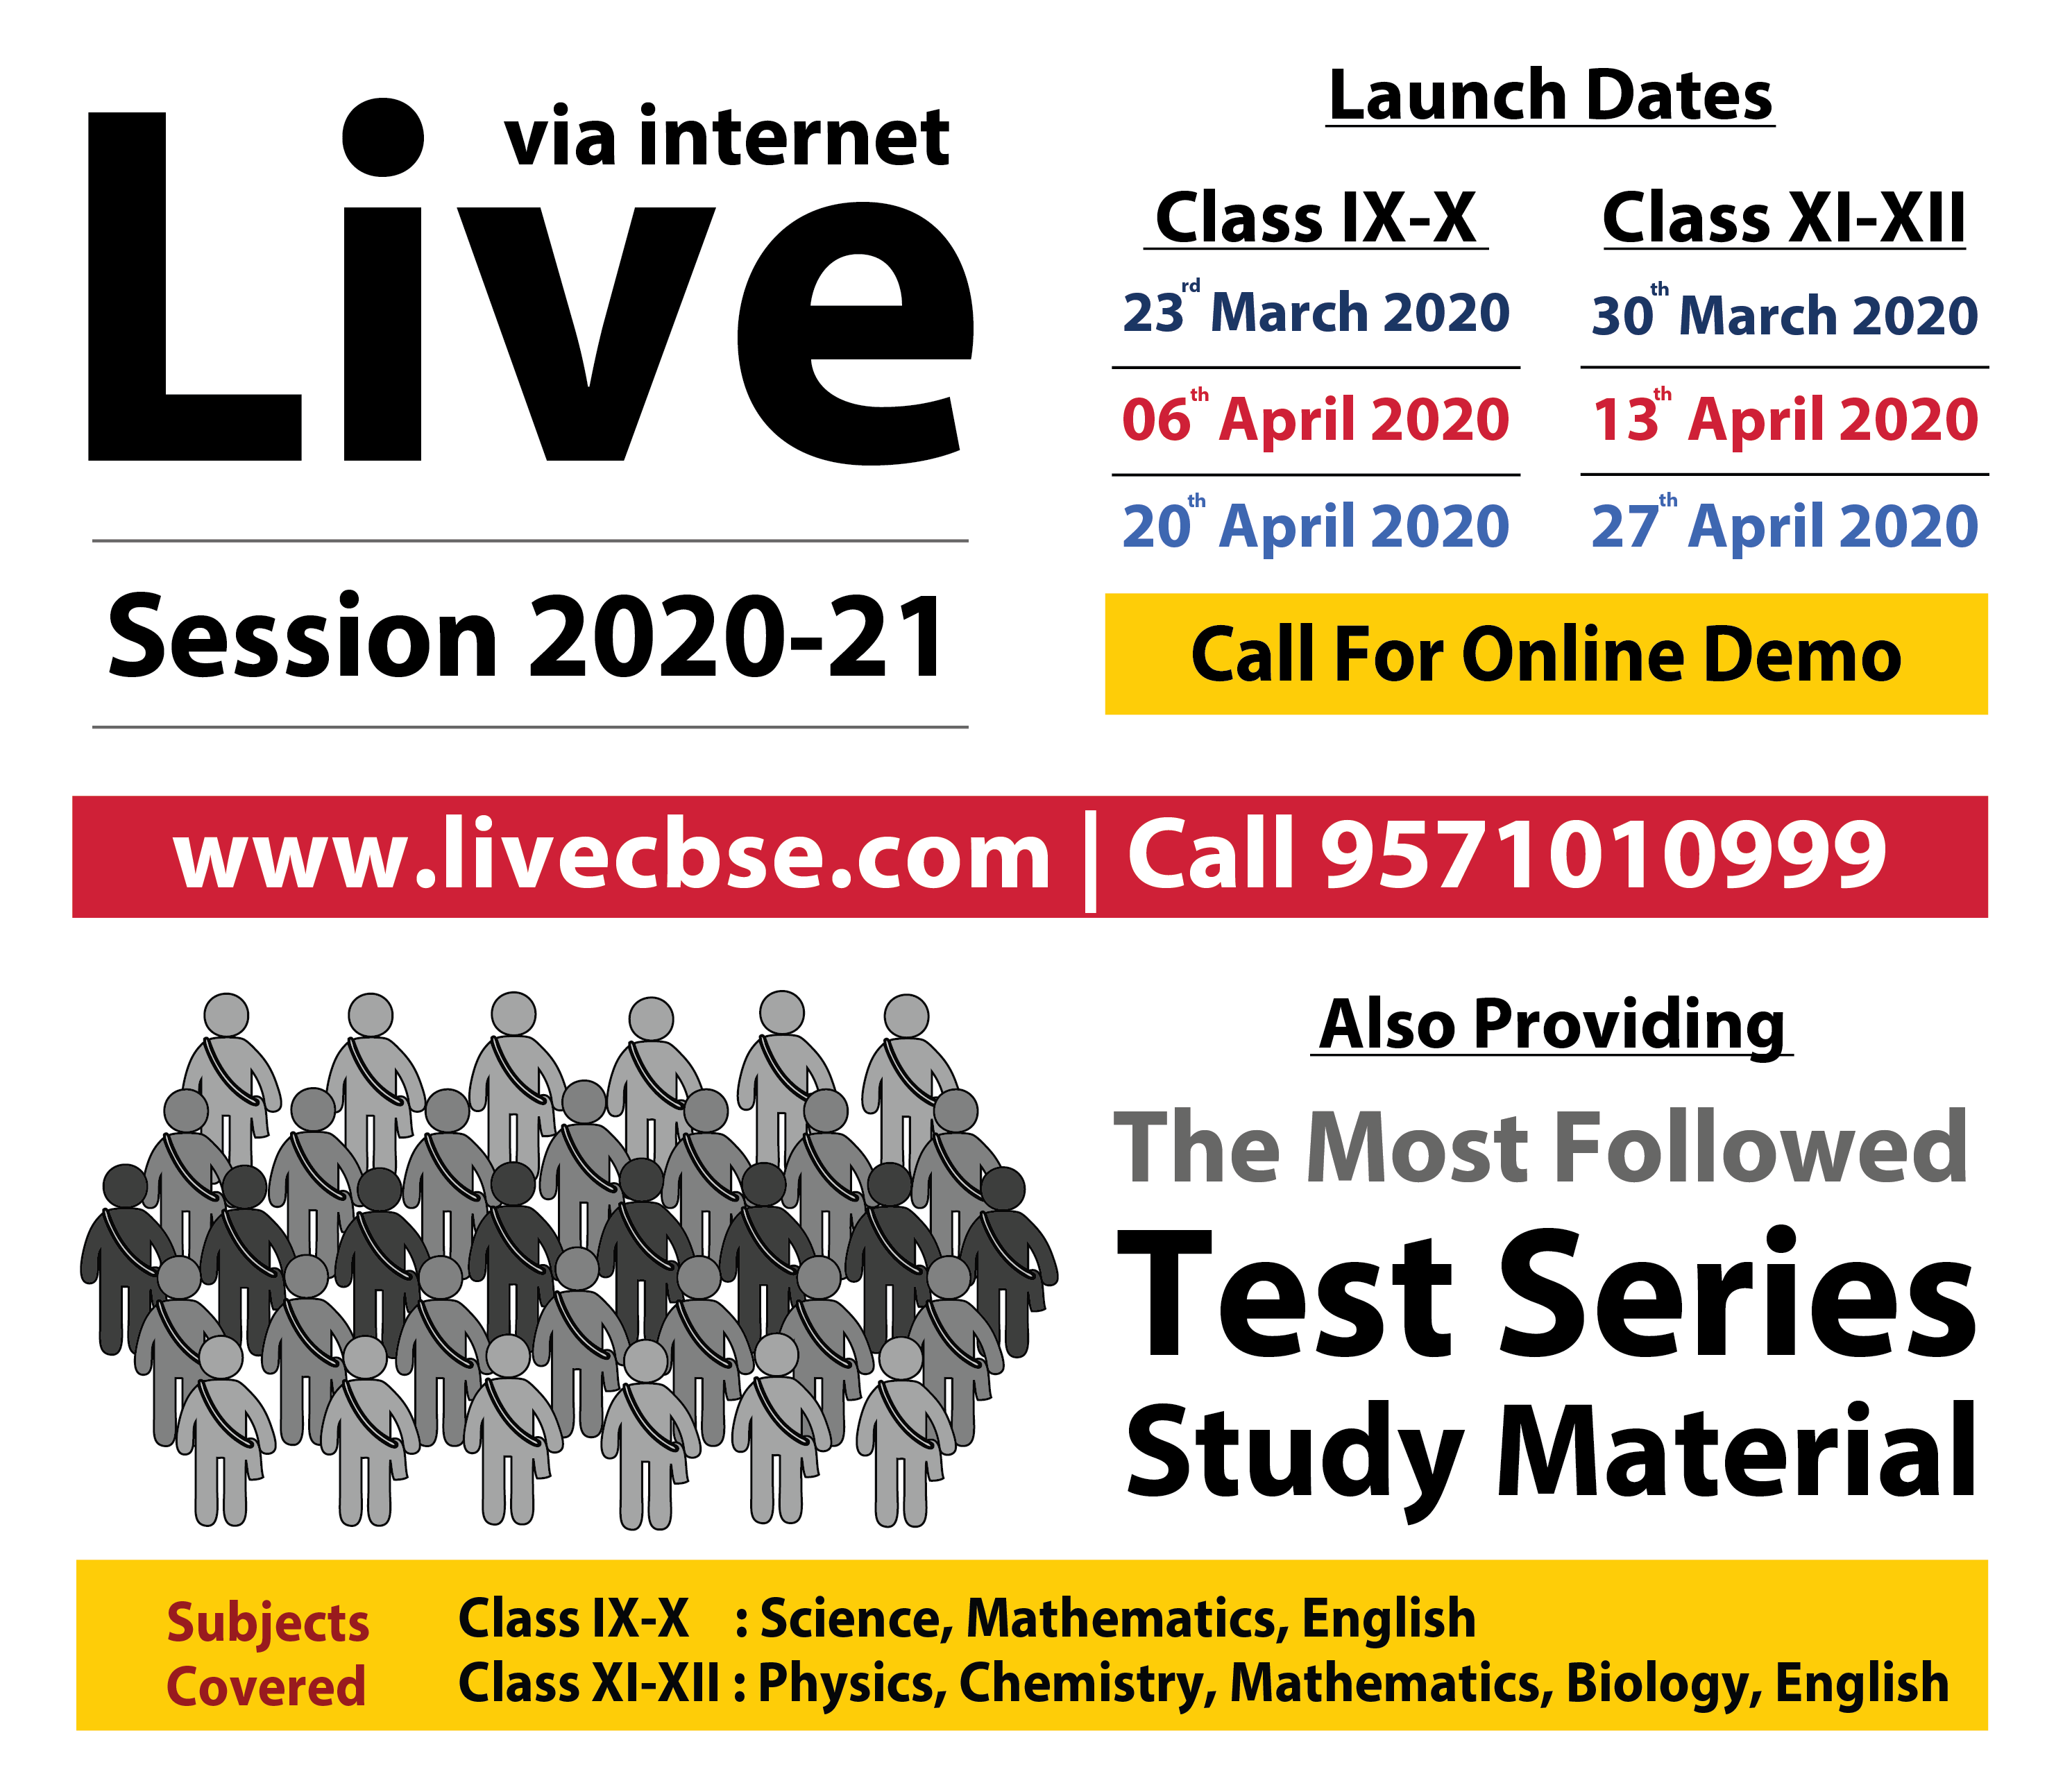 Live via internet
Session 2020-21
Launch Dates
Class IX-X
23rd March 2020
06th April 2020
20th April 2020
Class XI-XII
30th March 2020
13th April 2020
27th April 2020
Call For Online Demo
www.livecbse.com | Call 9571010999
Also Providing
The Most Followed
Test Series
Study Material
Subjects Covered
Class IX-X : Science, Mathematics, English
Class XI-XII : Physics, Chemistry, Mathematics, Biology, English